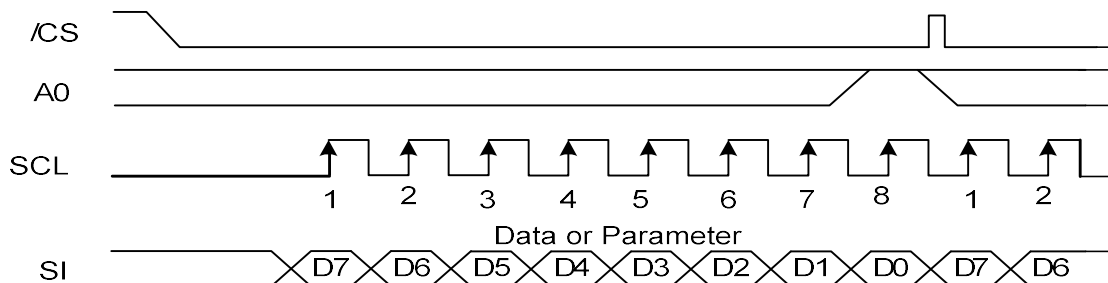 /CS
A0
SCL
1 2 3 4 5 6 7 8 1 2
Data or Parameter
SI D7 D6 D5 D4 D3 D2 D1 D0 D7 D6